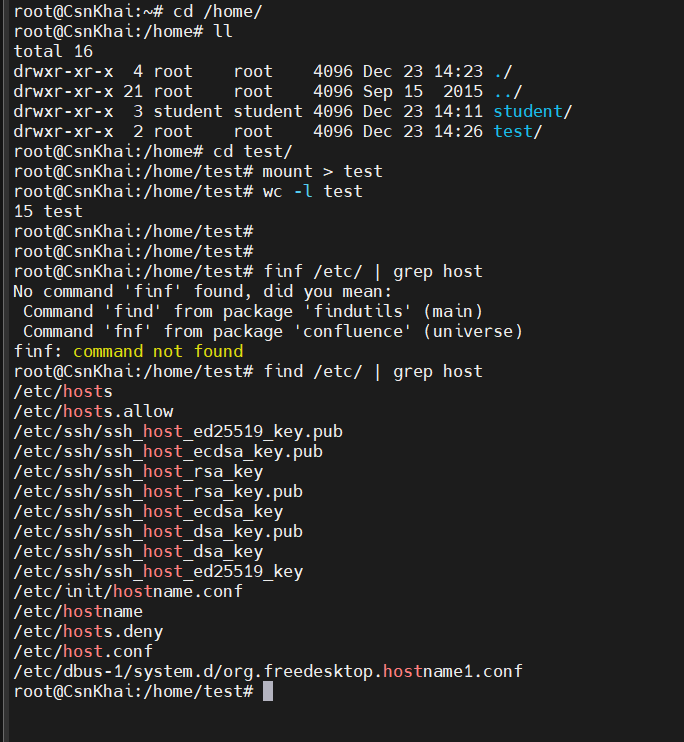 root@CsnKhai:~# cd /home/
root@CsnKhai:/home# ll
total 16
drwxr-xr-x  4 root    root    4096 Dec 23 14:23 ./
drwxr-xr-x 21 root    root    4096 Sep 15  2015 ../
drwxr-xr-x  3 student student 4096 Dec 23 14:11 student/
drwxr-xr-x  2 root    root    4096 Dec 23 14:26 test/
root@CsnKhai:/home# cd test/
root@CsnKhai:/home/test# mount > test
root@CsnKhai:/home/test# wc -l test
15 test
root@CsnKhai:/home/test#
root@CsnKhai:/home/test#
root@CsnKhai:/home/test# finf /etc/ | grep host
No command 'finf' found, did you mean:
 Command 'find' from package 'findutils' (main)
 Command 'fnf' from package 'confluence' (universe)
finf: command not found
root@CsnKhai:/home/test# find /etc/ | grep host
/etc/hosts
/etc/hosts.allow
/etc/ssh/ssh_host_ed25519_key.pub
/etc/ssh/ssh_host_ecdsa_key.pub
/etc/ssh/ssh_host_rsa_key
/etc/ssh/ssh_host_rsa_key.pub
/etc/ssh/ssh_host_ecdsa_key
/etc/ssh/ssh_host_dsa_key.pub
/etc/ssh/ssh_host_dsa_key
/etc/ssh/ssh_host_ed25519_key
/etc/init/hostname.conf
/etc/hostname
/etc/hosts.deny
/etc/host.conf
/etc/dbus-1/system.d/org.freedesktop.hostname1.conf
root@CsnKhai:/home/test#